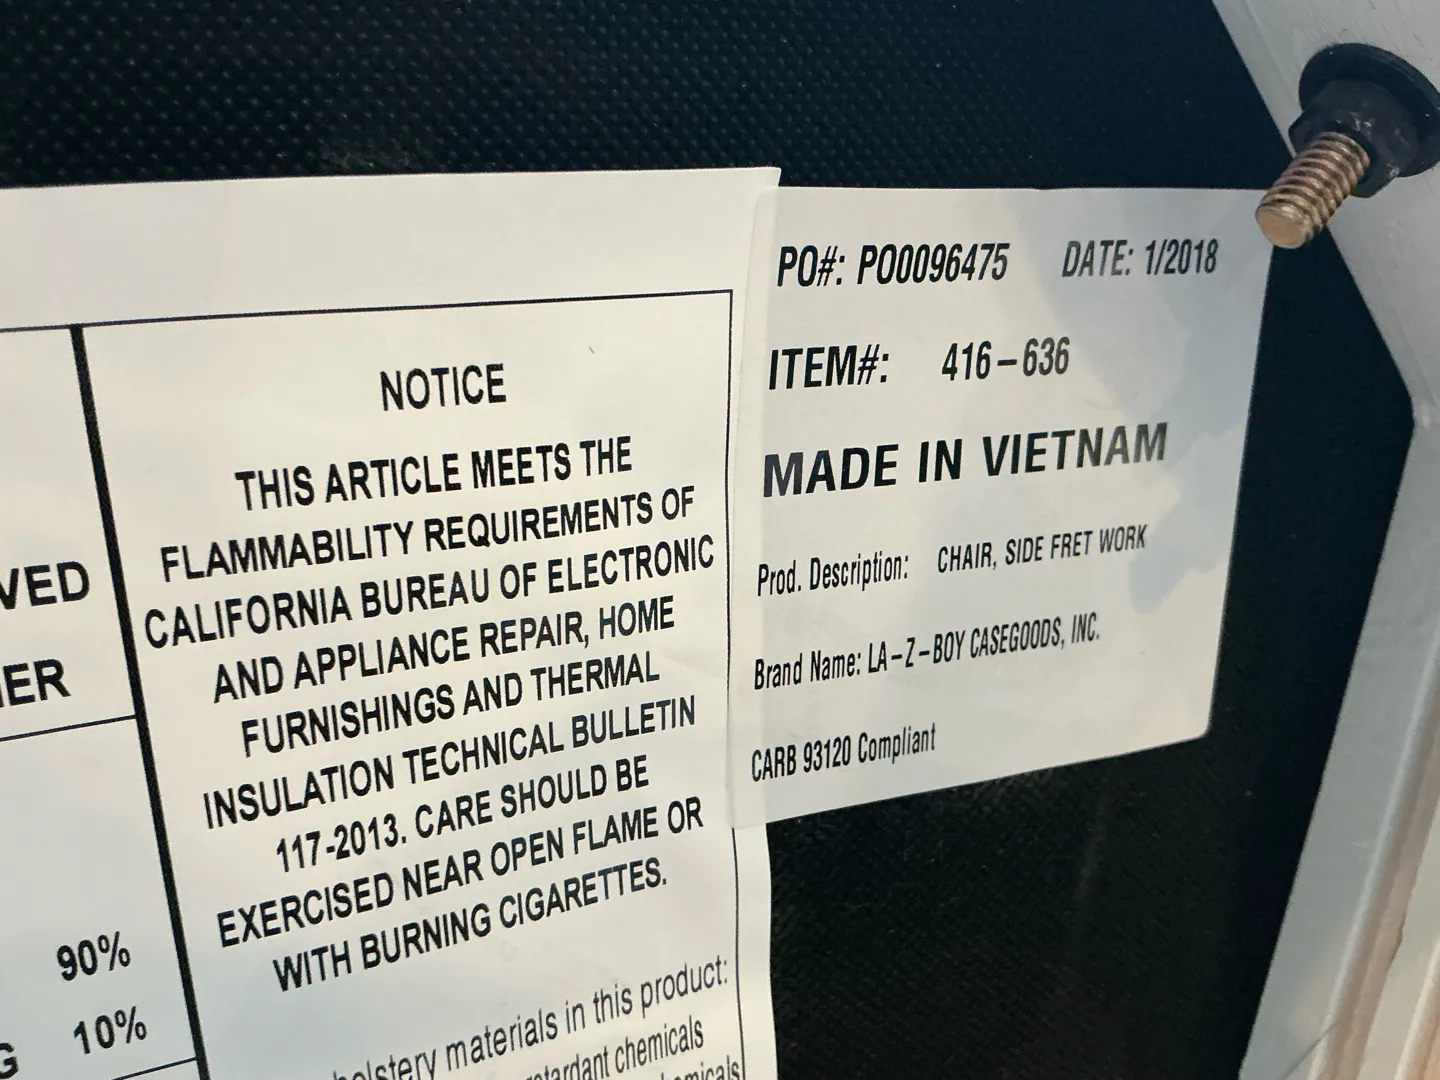 VED
ER
90%
10%
G
NOTICE
THIS ARTICLE MEETS THE
FLAMMABILITY REQUIREMENTS OF
CALIFORNIA BUREAU OF ELECTRONIC
AND APPLIANCE REPAIR, HOME
FURNISHINGS AND THERMAL
INSULATION TECHNICAL BULLETIN
117-2013. CARE SHOULD BE
EXERCISED NEAR OPEN FLAME OR
WITH BURNING CIGARETTES.
materials in this product:
chemicals
PO#: PO0096475 DATE: 1/2018
ITEM#: 416-636
MADE IN VIETNAM
Prod. Description: CHAIR, SIDE FRET WORK
Brand Name: LA-Z-BOY CASEGOODS, INC.
CARB 93120 Compliant